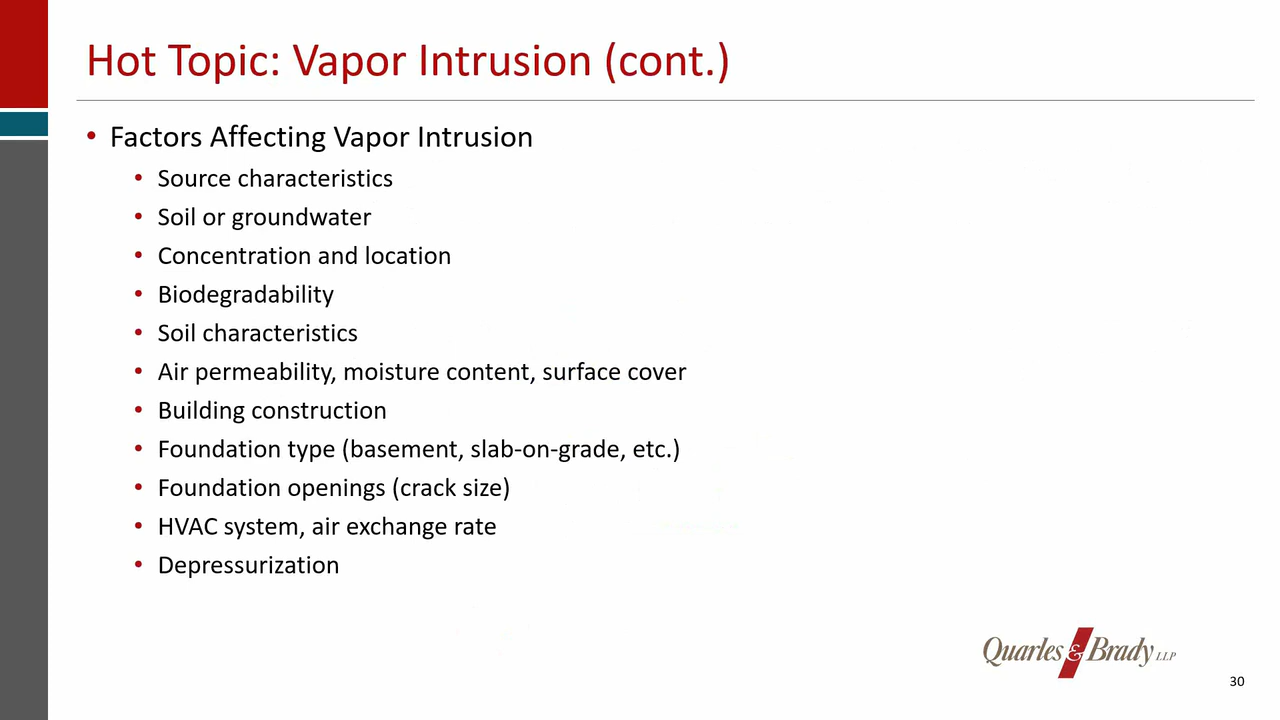 Hot Topic: Vapor Intrusion (cont.)
• Factors Affecting Vapor Intrusion
• Source characteristics
• Soil or groundwater
• Concentration and location
• Biodegradability
• Soil characteristics
• Air permeability, moisture content, surface cover
• Building construction
• Foundation type (basement, slab-on-grade, etc.)
• Foundation openings (crack size)
• HVAC system, air exchange rate
• Depressurization
Quarles & Brady LLP
30